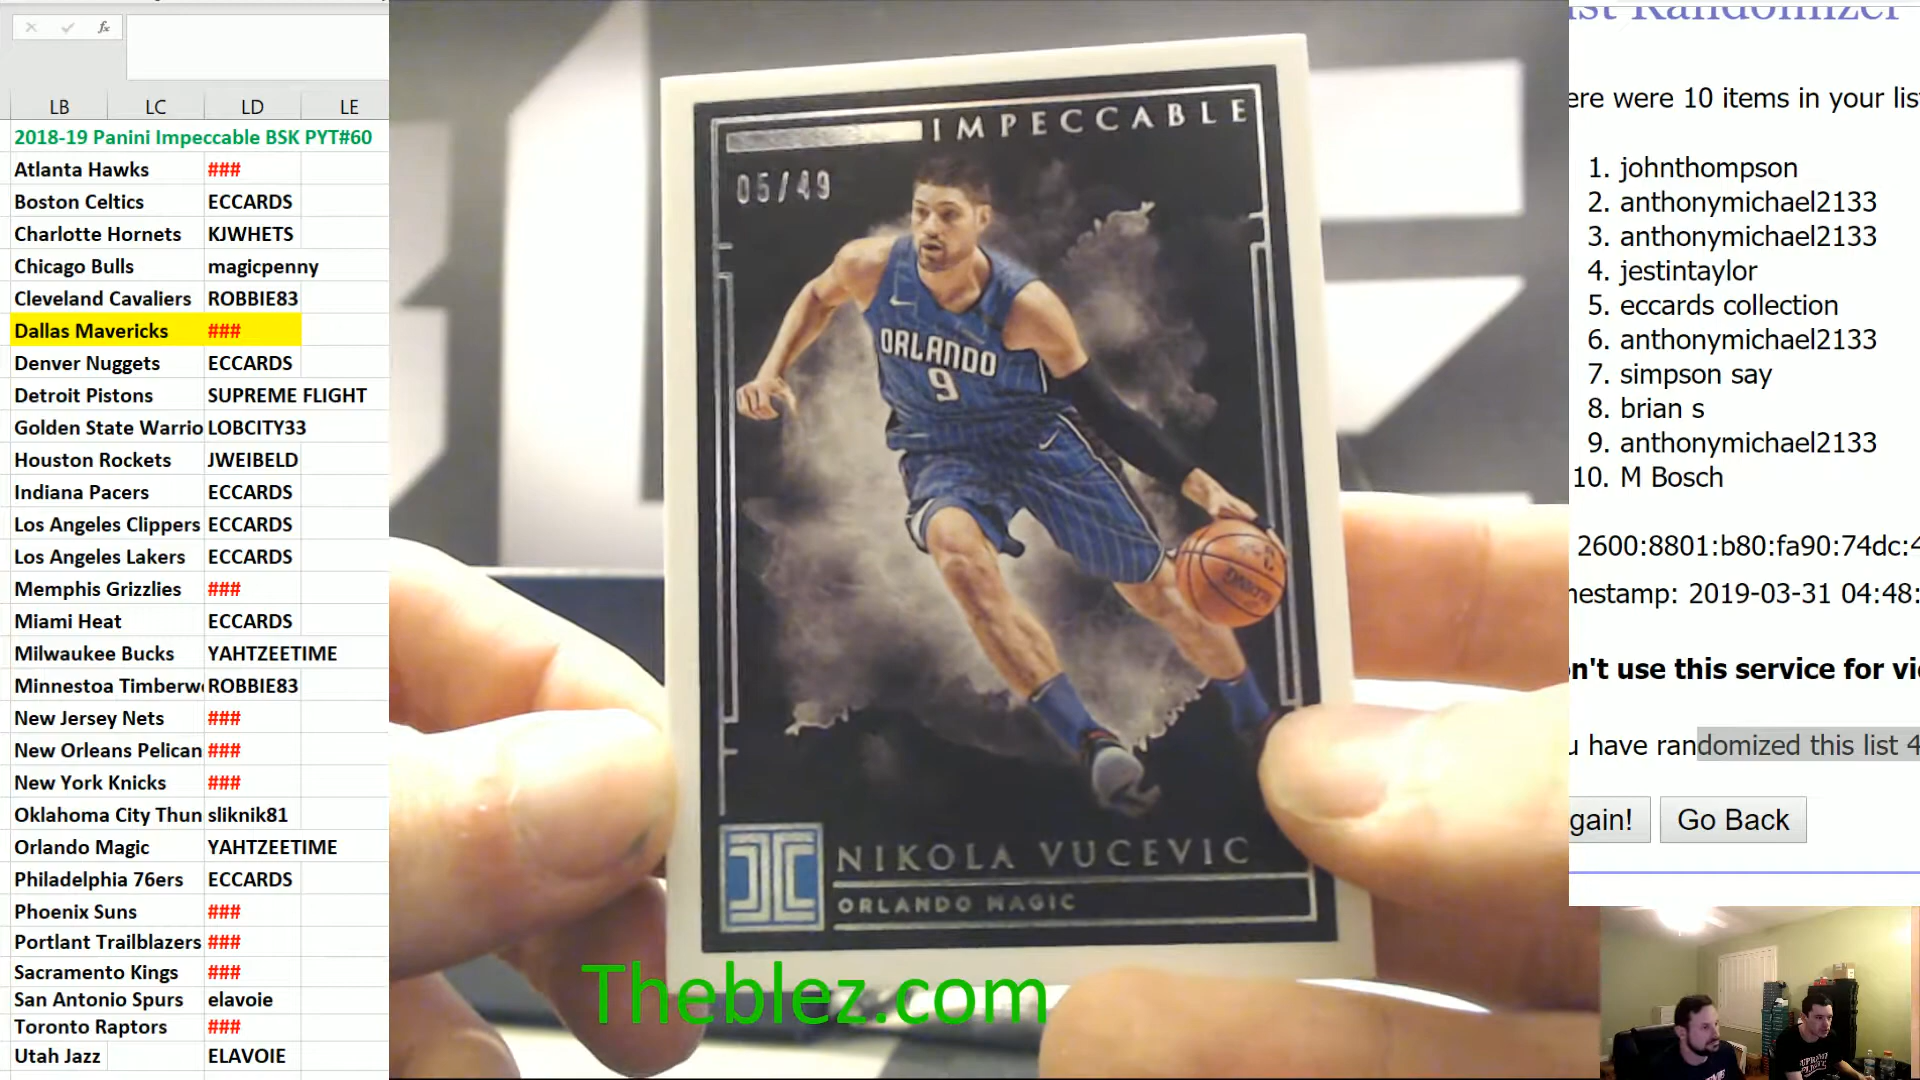 fx
LB LC LD LE
2018-19 Panini Impeccable BSK PYT#60
Atlanta Hawks ###
Boston Celtics ECCARDS
Charlotte Hornets KJWHETS
Chicago Bulls magicpenny
Cleveland Cavaliers ROBBIE83
Dallas Mavericks ###
Denver Nuggets ECCARDS
Detroit Pistons SUPREME FLIGHT
Golden State Warrio LOBCITY33
Houston Rockets JWEIBELD
Indiana Pacers ECCARDS
Los Angeles Clippers ECCARDS
Los Angeles Lakers ECCARDS
Memphis Grizzlies ###
Miami Heat ECCARDS
Milwaukee Bucks YAHTZEETIME
Minnestoa Timberw ROBBIE83
New Jersey Nets ###
New Orleans Pelican ###
New York Knicks ###
Oklahoma City Thun sliknik81
Orlando Magic YAHTZEETIME
Philadelphia 76ers ECCARDS
Phoenix Suns ###
Portlant Trailblazers ###
Sacramento Kings ###
San Antonio Spurs elavoie
Toronto Raptors ###
Utah Jazz ELAVOIE
IMPECCABLE
05/49
ORLANDO
9
NIKOLA VUCEVIC
ORLANDO MAGIC
Theblez.com
ist Randomizer
ere were 10 items in your lis
1. johnthompson
2. anthonymichael2133
3. anthonymichael2133
4. jestintaylor
5. eccards collection
6. anthonymichael2133
7. simpson say
8. brian s
9. anthonymichael2133
10. M Bosch
2600:8801:b80:fa90:74dc:4
mestamp: 2019-03-31 04:48:
n't use this service for vi
u have randomized this list 4
gain! Go Back